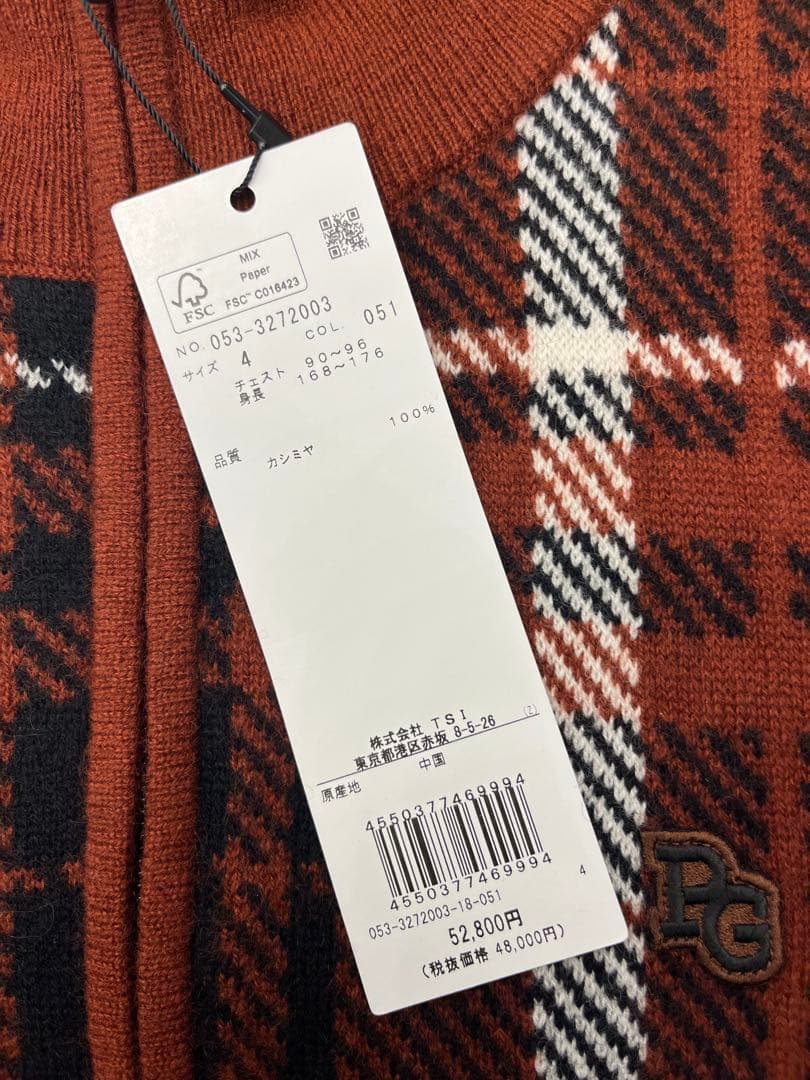 MIX
Paper
FSC™ C016423
FSC
NO. 053-3272003 COL. 051
サイズ 4
チェスト 90～96
身長 168～176
品質 カシミヤ 100%
株式会社 TSI
東京都港区赤坂 8-5-26 (Z)
原産地 中国
4550377469994
4550377469994
053-3272003-18-051 4
52,800円
(税抜価格 48,000円)
PG